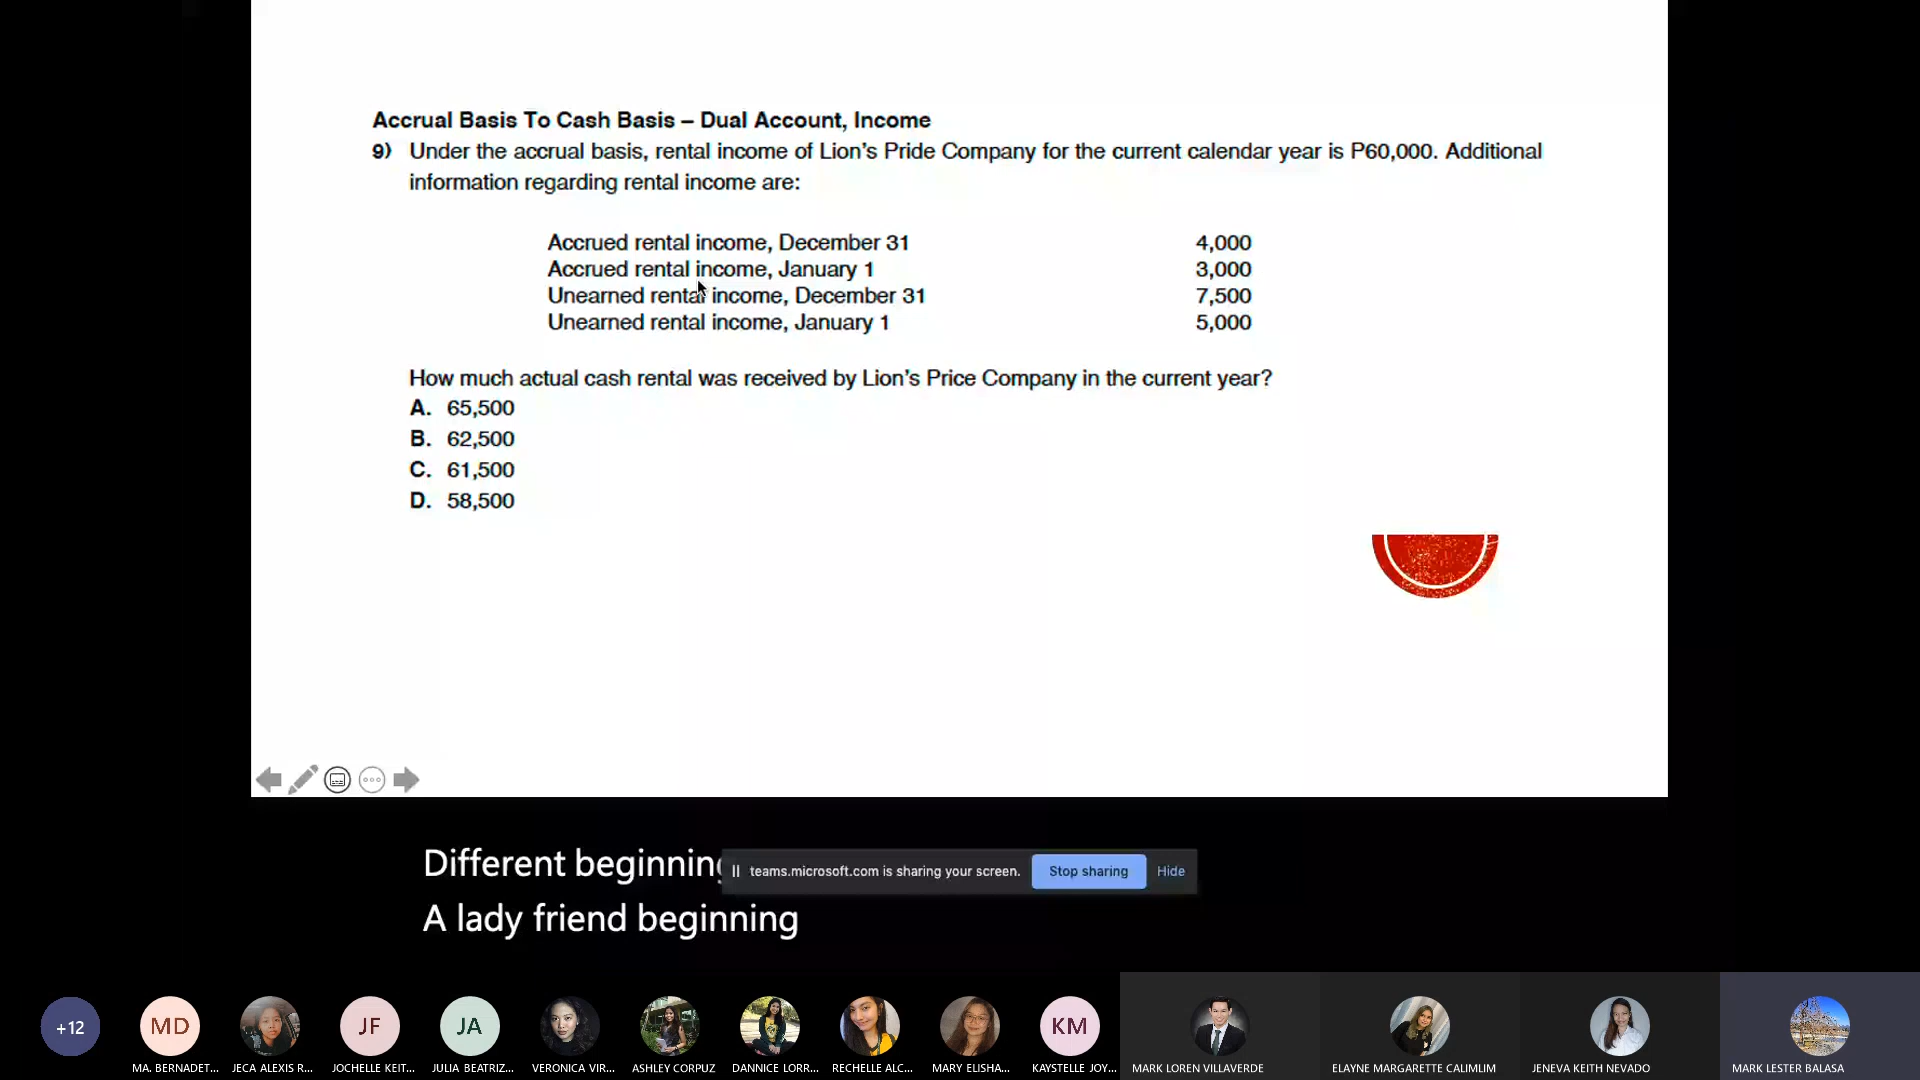 Accrual Basis To Cash Basis – Dual Account, Income
9) Under the accrual basis, rental income of Lion's Pride Company for the current calendar year is P60,000. Additional
information regarding rental income are:
Accrued rental income, December 31 4,000
Accrued rental income, January 1 3,000
Unearned rental income, December 31 7,500
Unearned rental income, January 1 5,000
How much actual cash rental was received by Lion's Price Company in the current year?
A. 65,500
B. 62,500
C. 61,500
D. 58,500
Different beginning
teams.microsoft.com is sharing your screen. Stop sharing Hide
A lady friend beginning
+12 MD JF JA KM
MA. BERNADET... JECA ALEXIS R... JOCHELLE KEIT... JULIA BEATRIZ... VERONICA VIR... ASHLEY CORPUZ DANNICE LORR... RECHELLE ALC... MARY ELISHA... KAYSTELLE JOY... MARK LOREN VILLAVERDE ELAYNE MARGARETTE CALIMLIM JENEVA KEITH NEVADO MARK LESTER BALASA